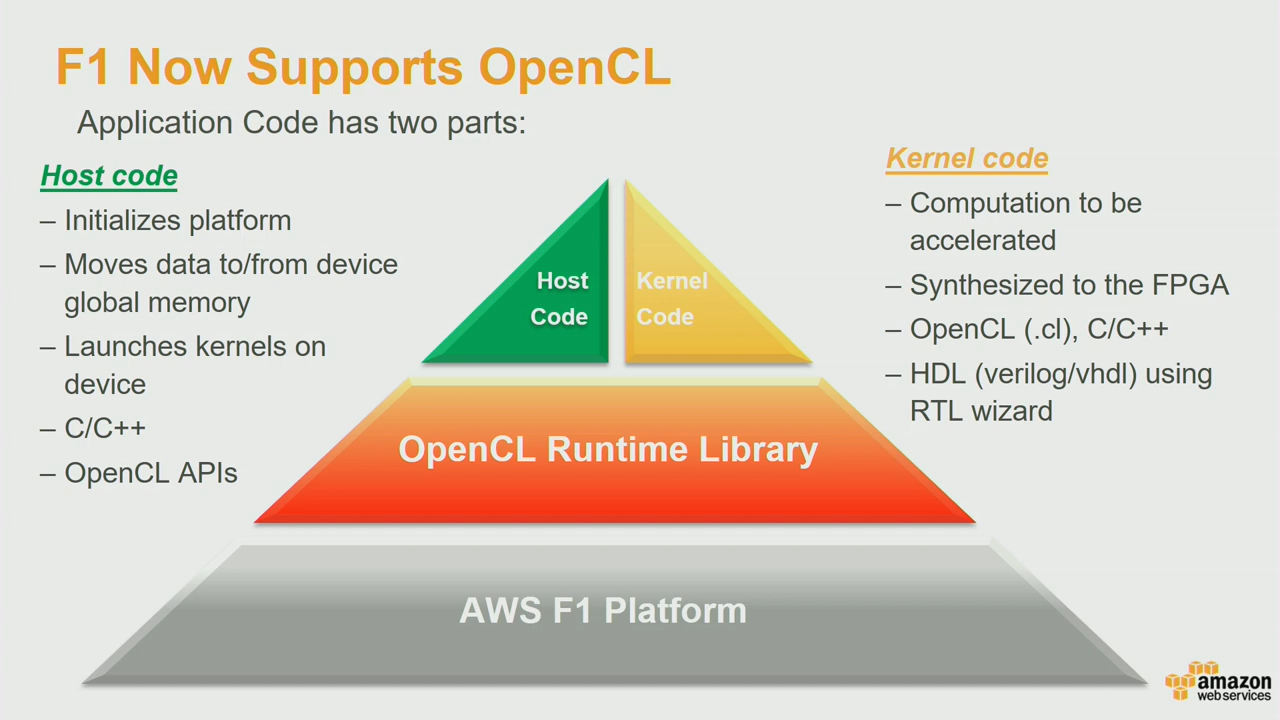 F1 Now Supports OpenCL
Application Code has two parts:
Host code
– Initializes platform
– Moves data to/from device
global memory
– Launches kernels on
device
– C/C++
– OpenCL APIs
Kernel code
– Computation to be
accelerated
– Synthesized to the FPGA
– OpenCL (.cl), C/C++
– HDL (verilog/vhdl) using
RTL wizard
Host
Code
Kernel
Code
OpenCL Runtime Library
AWS F1 Platform
amazon
web services